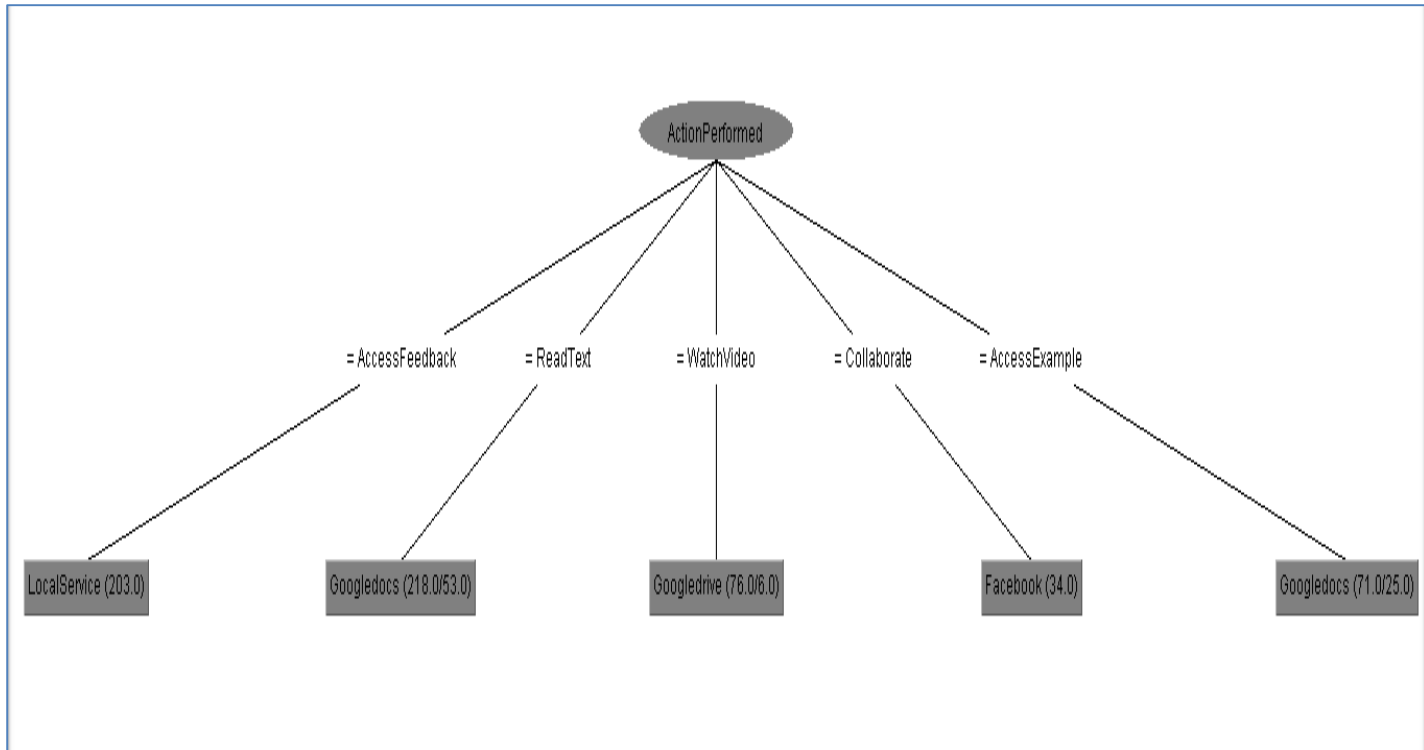 ActionPerformed
= AccessFeedback
= ReadText
= WatchVideo
= Collaborate
= AccessExample
LocalService (203.0)
Googledocs (218.0/53.0)
Googledrive (76.0/6.0)
Facebook (34.0)
Googledocs (71.0/25.0)